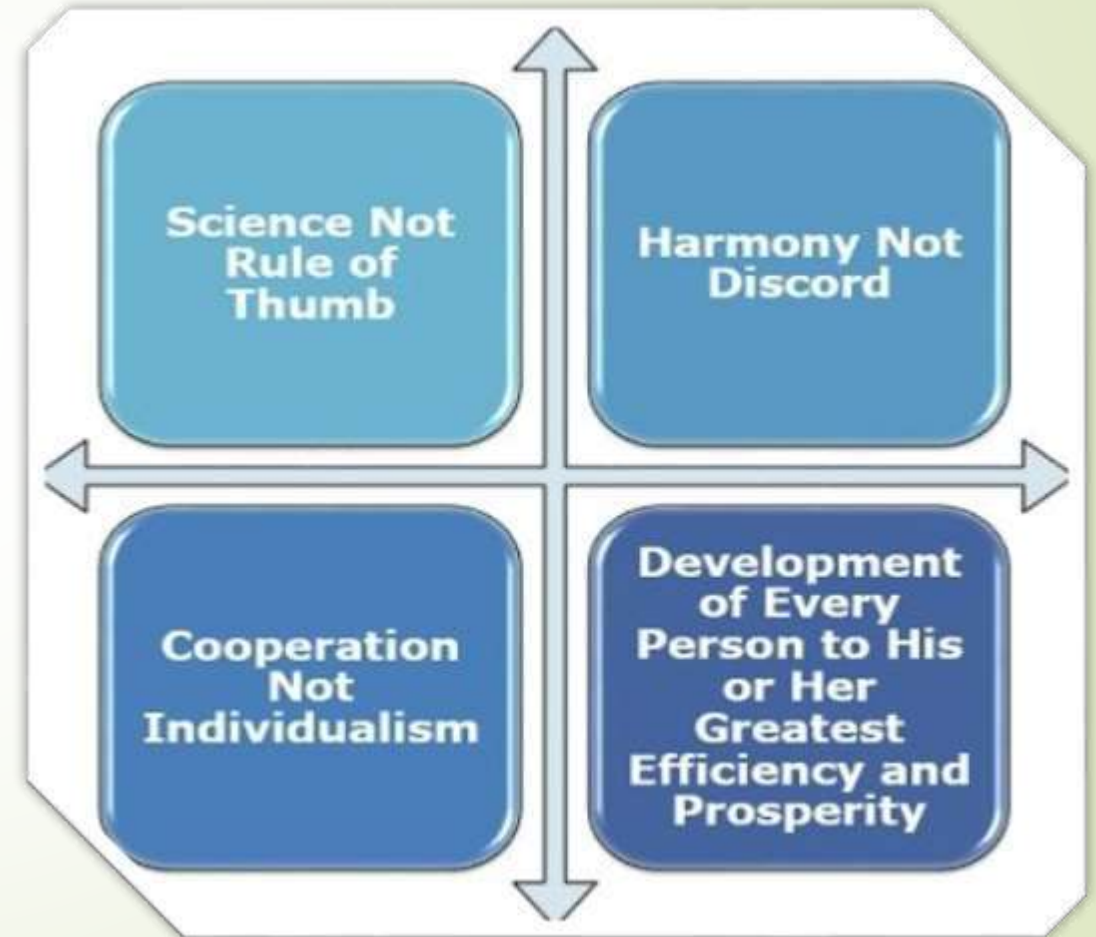 Science Not
Rule of
Thumb
Harmony Not
Discord
Cooperation
Not
Individualism
Development
of Every
Person to His
or Her
Greatest
Efficiency and
Prosperity